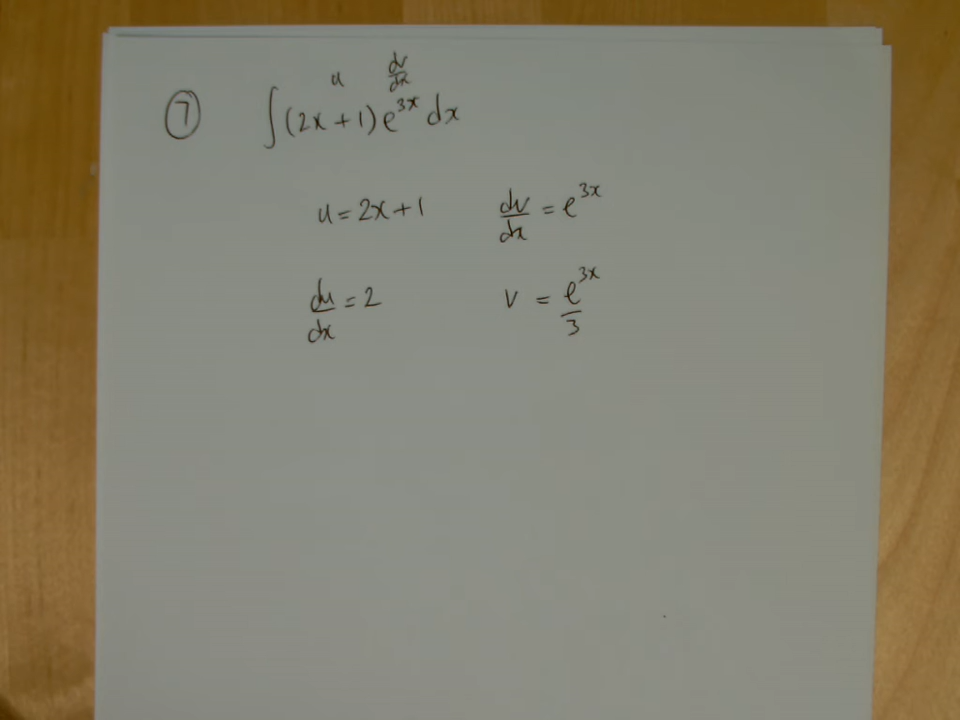 u dv/dx
⑦ ∫(2x+1)e^{3x} dx
u = 2x+1 dv/dx = e^{3x}
du/dx = 2 v = e^{3x}/3